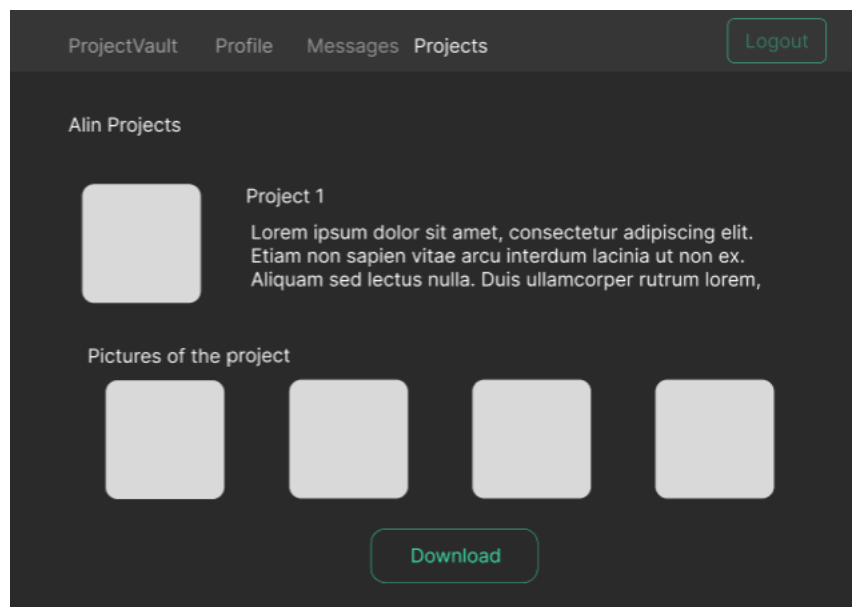 ProjectVault Profile Messages Projects Logout
Alin Projects
Project 1
Lorem ipsum dolor sit amet, consectetur adipiscing elit.
Etiam non sapien vitae arcu interdum lacinia ut non ex.
Aliquam sed lectus nulla. Duis ullamcorper rutrum lorem,
Pictures of the project
Download